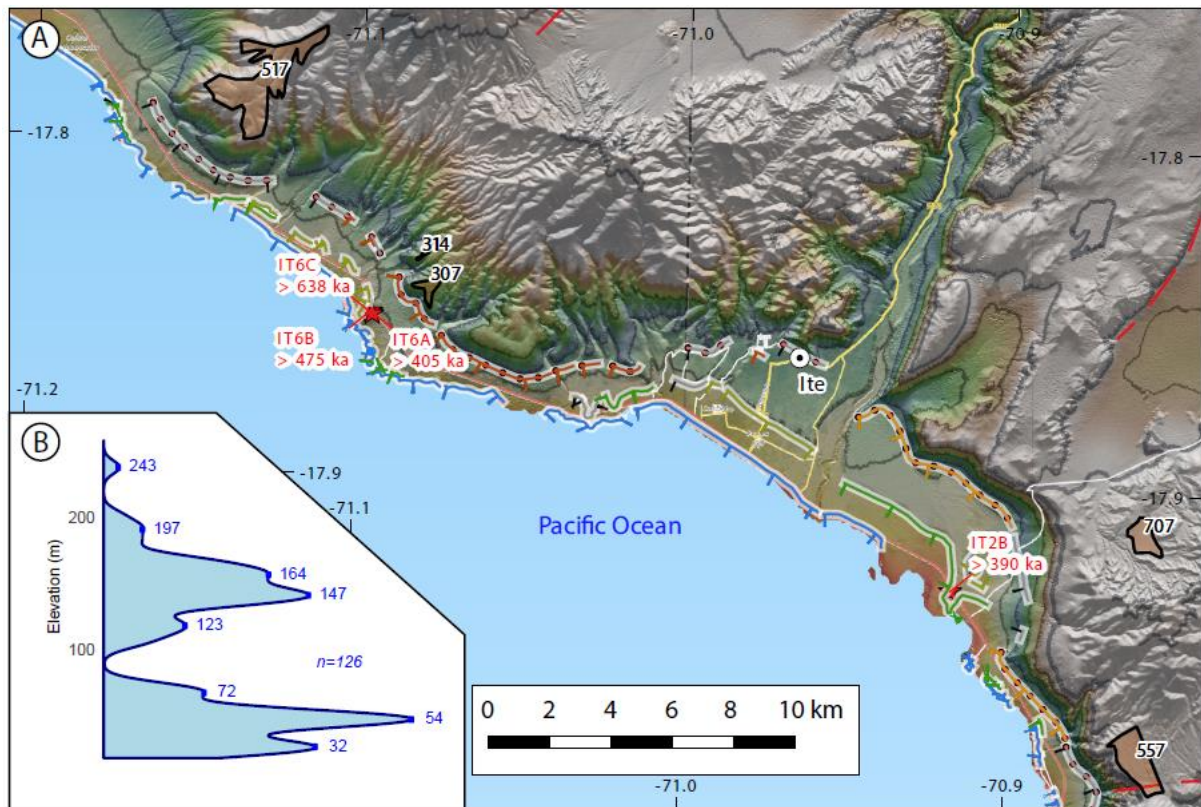 A
-71.1
-71.0
-70.9
517
-17.8
-17.8
314
307
IT6C
> 638 ka
IT6B
> 475 ka
IT6A
> 405 ka
Ite
-71.2
B
-17.9
-71.1
-17.9
707
Pacific Ocean
IT2B
> 390 ka
243
200
197
164
147
Elevation (m)
123
100
n=126
72
54
32
0 2 4 6 8 10 km
557
-71.0
-70.9